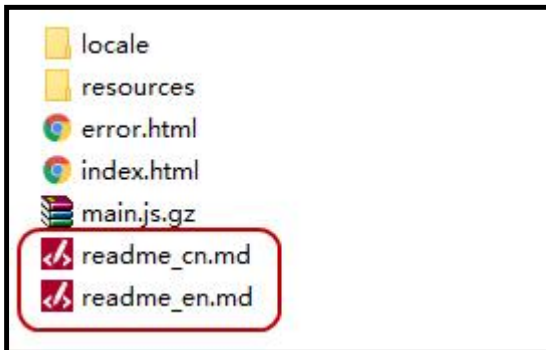 locale
resources
error.html
index.html
main.js.gz
readme_cn.md
readme_en.md